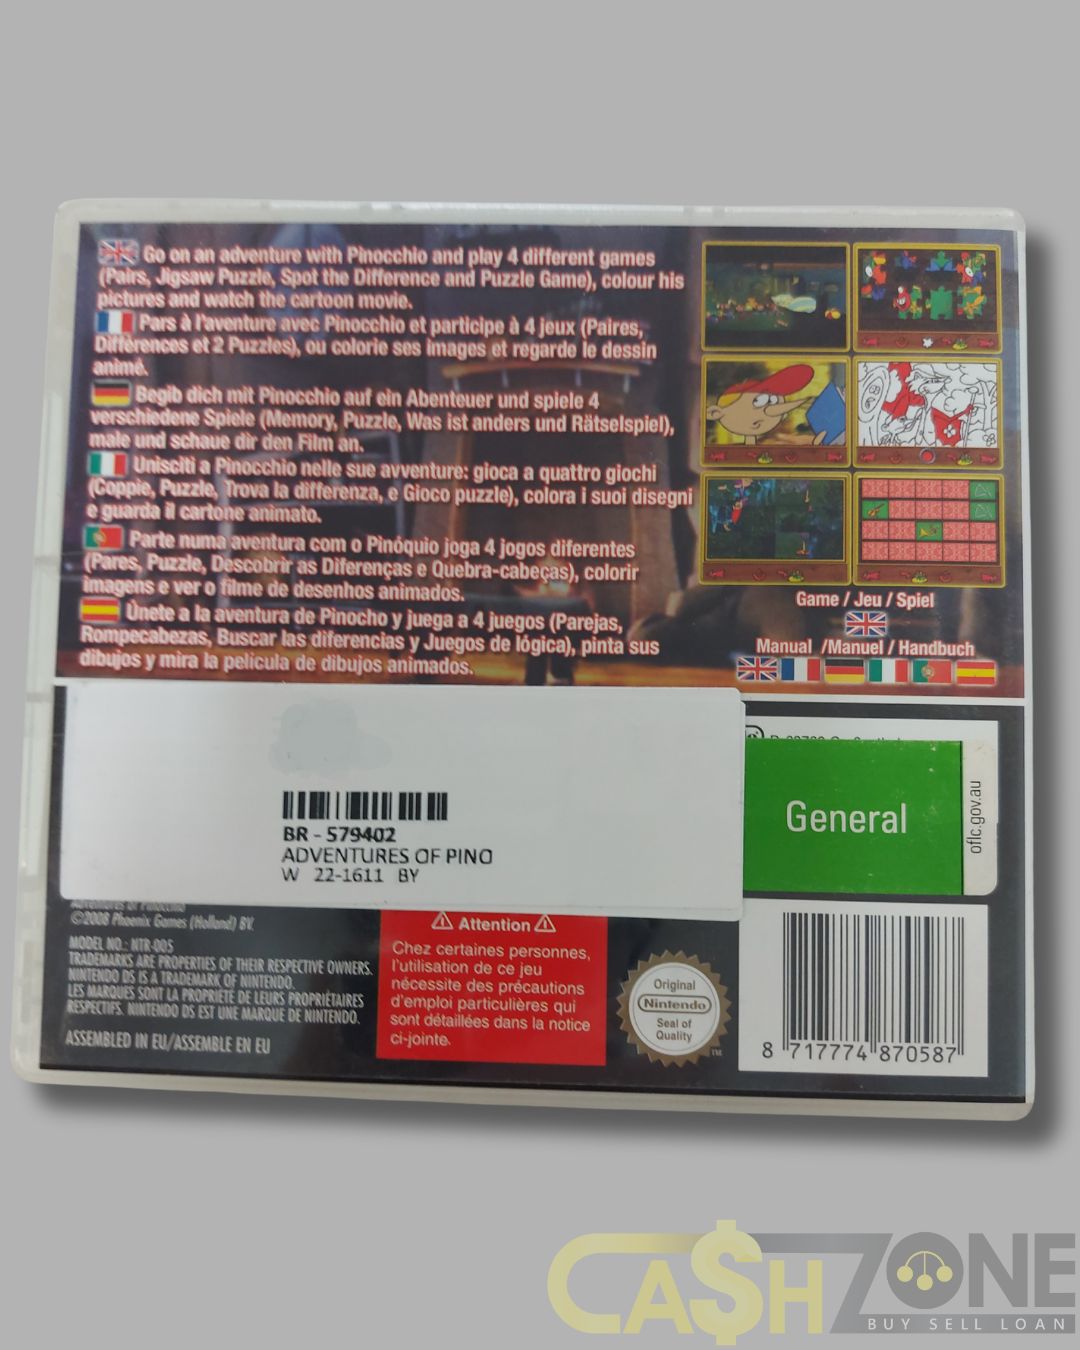 Go on an adventure with Pinocchio and play 4 different games
(Pairs, Jigsaw Puzzle, Spot the Difference and Puzzle Game), colour his
pictures and watch the cartoon movie.
Pars à l'aventure avec Pinocchio et participe à 4 jeux (Paires,
Différences et 2 Puzzles), ou colorie ses images et regarde le dessin
animé.
Begib dich mit Pinocchio auf ein Abenteuer und spiele 4
verschiedene Spiele (Memory, Puzzle, Was ist anders und Rätselspiel),
male und schaue dir den Film an.
Unisciti a Pinocchio nelle sue avventure: gioca a quattro giochi
(Coppie, Puzzle, Trova la differenza, e Gioco puzzle), colora i suoi disegni
e guarda il cartone animato.
Parte numa aventura com o Pinóquio joga 4 jogos diferentes
(Pares, Puzzle, Descobrir as Diferenças e Quebra-cabeças), colorir
imagens e ver o filme de desenhos animados.
Únete a la aventura de Pinocho y juega a 4 juegos (Parejas,
Rompecabezas, Buscar las diferencias y Juegos de lógica), pinta sus
dibujos y mira la pelicula de dibujos animados.
Game / Jeu / Spiel
Manual /Manuel / Handbuch
General
oflc.gov.au
BR - 579402
ADVENTURES OF PINO
W 22-1611 BY
Adventures of Pinocchio
©2008 Phoenix Games (Holland) BV.
MODEL NO.: NTR-005
TRADEMARKS ARE PROPERTIES OF THEIR RESPECTIVE OWNERS.
NINTENDO DS IS A TRADEMARK OF NINTENDO.
LES MARQUES SONT LA PROPRIÉTÉ DE LEURS PROPRIÉTAIRES
RESPECTIFS. NINTENDO DS EST UNE MARQUE DE NINTENDO.
ASSEMBLED IN EU/ASSEMBLE EN EU
Attention
Chez certaines personnes,
l'utilisation de ce jeu
nécessite des précautions
d'emploi particulières qui
sont détaillées dans la notice
ci-jointe.
Original
Nintendo
Seal of
Quality
TM
8 717774 870587
CA$HZONE
BUY SELL LOAN